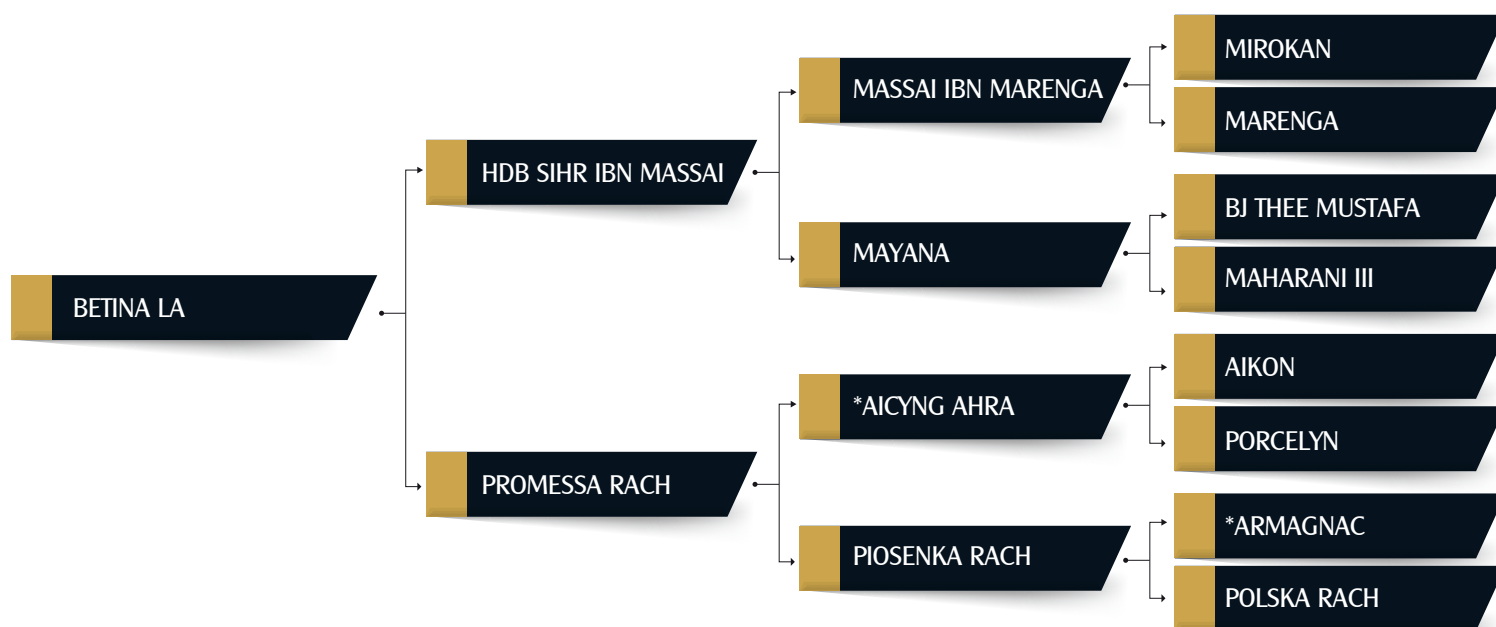 BETINA LA
HDB SIHR IBN MASSAI
PROMESSA RACH
MASSAI IBN MARENGA
MAYANA
*AICYNG AHRA
PIOSENKA RACH
MIROKAN
MARENGA
BJ THEE MUSTAFA
MAHARANI III
AIKON
PORCELYN
*ARMAGNAC
POLSKA RACH